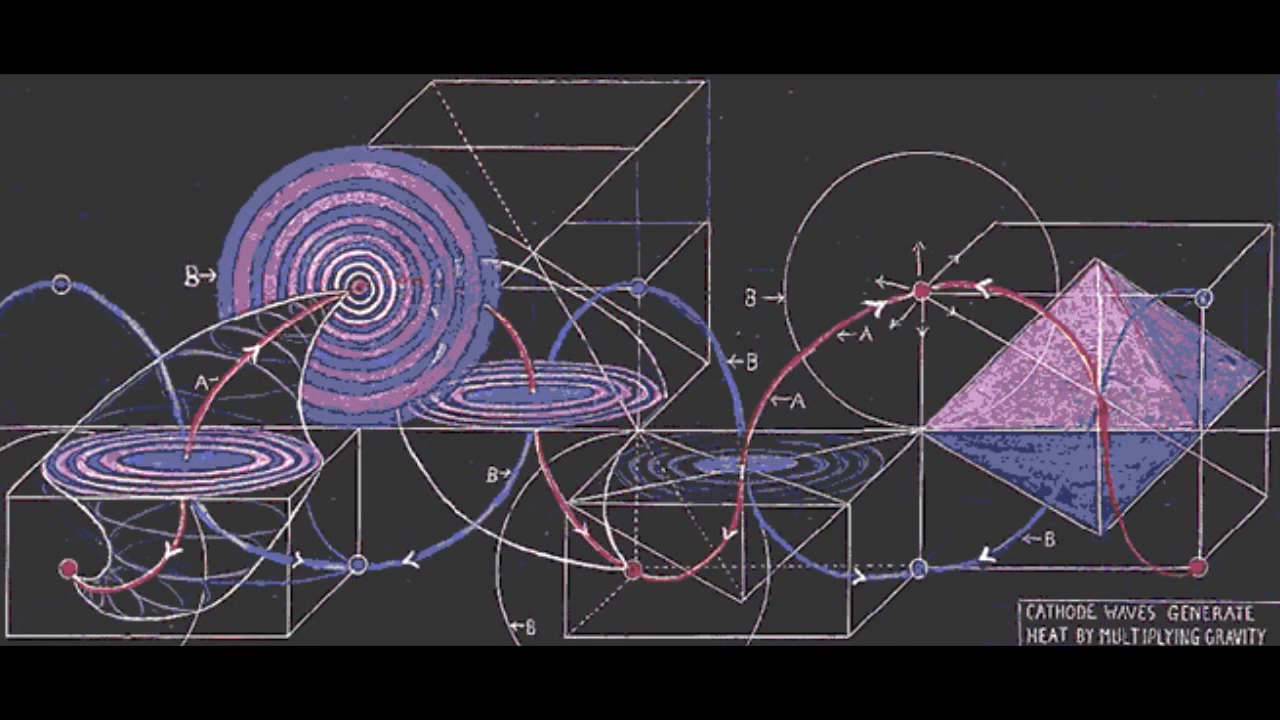 B→
A
B→
←B
B→
←A
←B
←A
B→
←B
←B
CATHODE WAVES GENERATE
HEAT BY MULTIPLYING GRAVITY